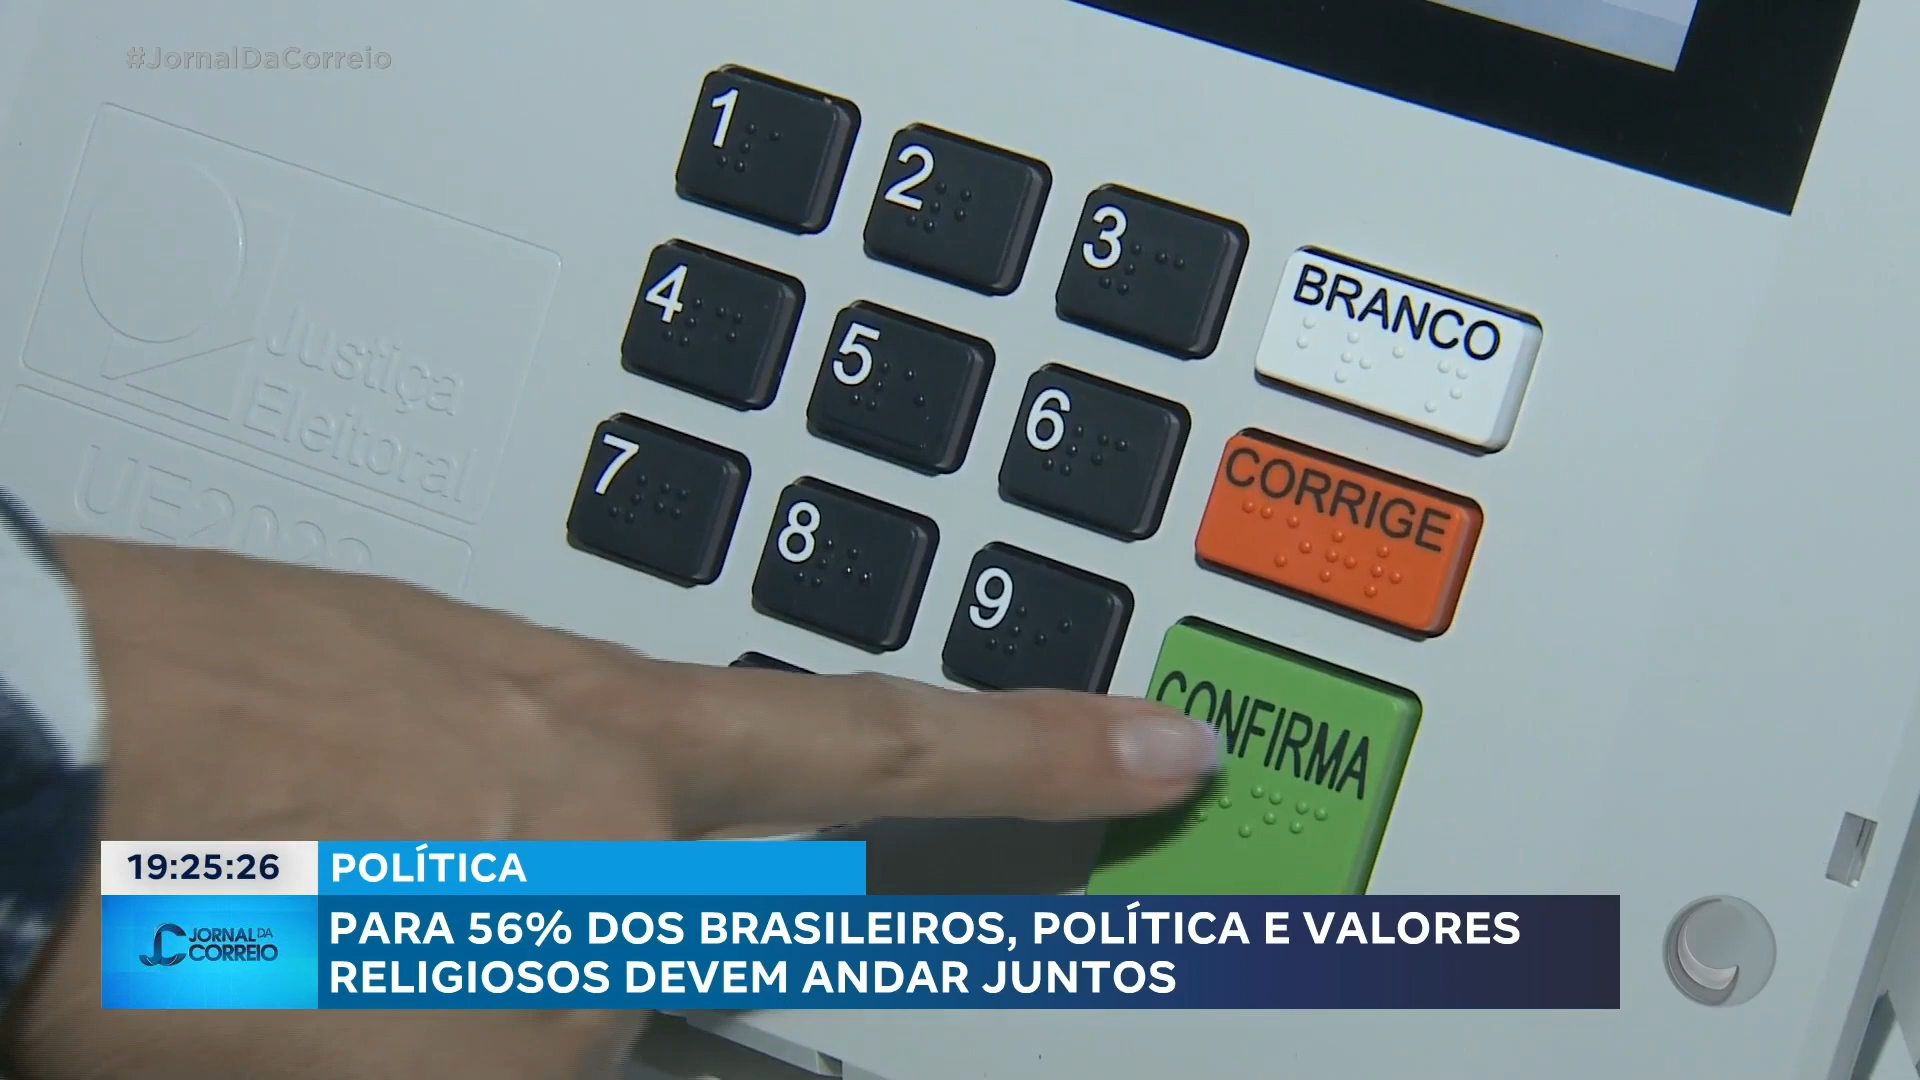 #JornalDaCorreio
1
2
3
BRANCO
4
5
6
CORRIGE
7
8
9
CONFIRMA
Justiça
Eleitoral
19:25:26
POLÍTICA
JORNAL DA
CORREIO
PARA 56% DOS BRASILEIROS, POLÍTICA E VALORES
RELIGIOSOS DEVEM ANDAR JUNTOS